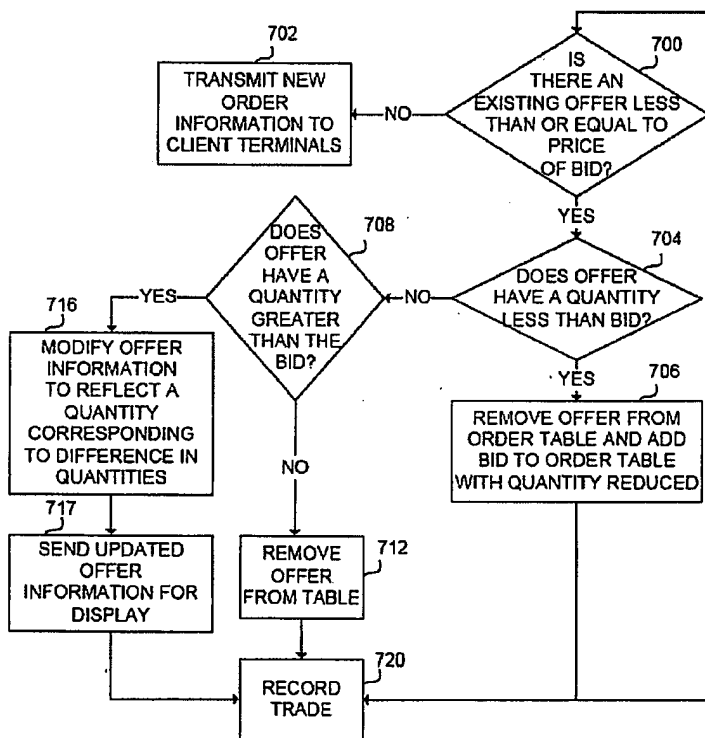 702
TRANSMIT NEW
ORDER
INFORMATION TO
CLIENT TERMINALS
NO
700
IS
THERE AN
EXISTING OFFER LESS
THAN OR EQUAL TO
PRICE
OF BID?
YES
704
DOES OFFER
HAVE A QUANTITY
LESS THAN BID?
NO
YES
708
DOES
OFFER
HAVE A
QUANTITY
GREATER
THAN THE
BID?
YES
NO
706
REMOVE OFFER FROM
ORDER TABLE AND ADD
BID TO ORDER TABLE
WITH QUANTITY REDUCED
716
MODIFY OFFER
INFORMATION
TO REFLECT A
QUANTITY
CORRESPONDING
TO DIFFERENCE IN
QUANTITIES
717
SEND UPDATED
OFFER
INFORMATION FOR
DISPLAY
712
REMOVE
OFFER
FROM TABLE
720
RECORD
TRADE